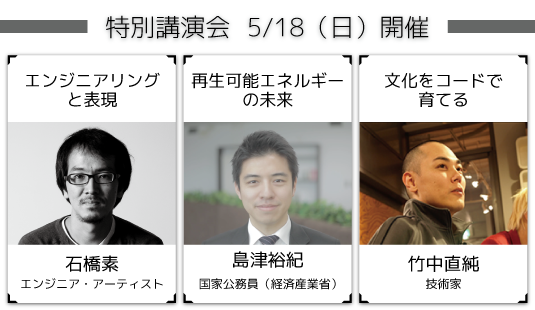 特別講演会 5/18（日）開催
エンジニアリング
と表現
石橋素
エンジニア・アーティスト
再生可能エネルギー
の未来
島津裕紀
国家公務員（経済産業省）
文化をコードで
育てる
竹中直純
技術家